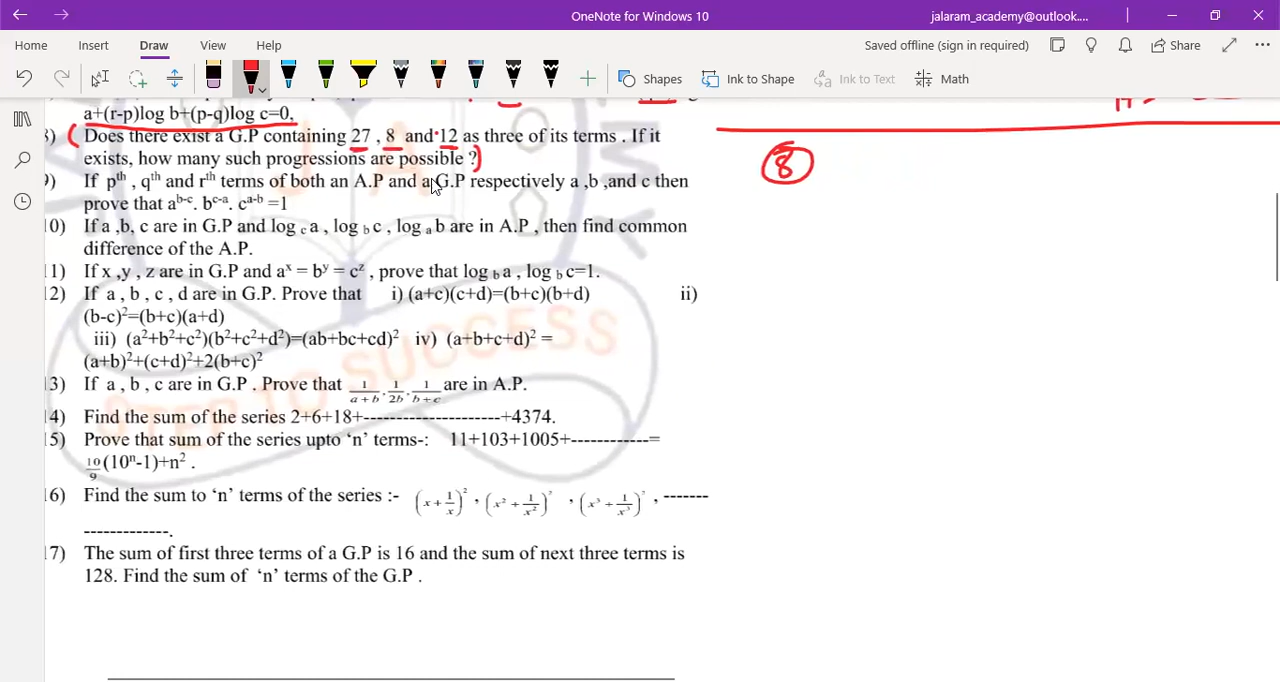 OneNote for Windows 10
jalaram_academy@outlook....
Home Insert Draw View Help
Saved offline (sign in required)
Share
Shapes
Ink to Shape
Ink to Text
Math
a+(r-p)log b+(p-q)log c=0.
8) Does there exist a G.P containing 27 , 8 and 12 as three of its terms . If it
exists, how many such progressions are possible ?
⑧
9) If pᵗʰ , qᵗʰ and rᵗʰ terms of both an A.P and a G.P respectively a ,b ,and c then
prove that aᵇ⁻ᶜ. bᶜ⁻ᵃ. cᵃ⁻ᵇ =1
10) If a ,b, c are in G.P and log c a , log b c , log a b are in A.P , then find common
difference of the A.P.
11) If x ,y , z are in G.P and aˣ = bʸ = cᶻ , prove that log b a , log b c=1.
12) If a , b , c , d are in G.P. Prove that i) (a+c)(c+d)=(b+c)(b+d) ii)
(b-c)²=(b+c)(a+d)
iii) (a²+b²+c²)(b²+c²+d²)=(ab+bc+cd)² iv) (a+b+c+d)² =
(a+b)²+(c+d)²+2(b+c)²
13) If a , b , c are in G.P . Prove that 1/(a+b) , 1/2b , 1/(b+c) are in A.P.
14) Find the sum of the series 2+6+18+----------------------+4374.
15) Prove that sum of the series upto ‘n’ terms-: 11+103+1005+------------=
10/9 (10ⁿ-1)+n² .
16) Find the sum to ‘n’ terms of the series :- (x+1/x)² , (x²+1/x²)² , (x³+1/x³)² , -------
-------------.
17) The sum of first three terms of a G.P is 16 and the sum of next three terms is
128. Find the sum of ‘n’ terms of the G.P .
STEP TO SUCCESS